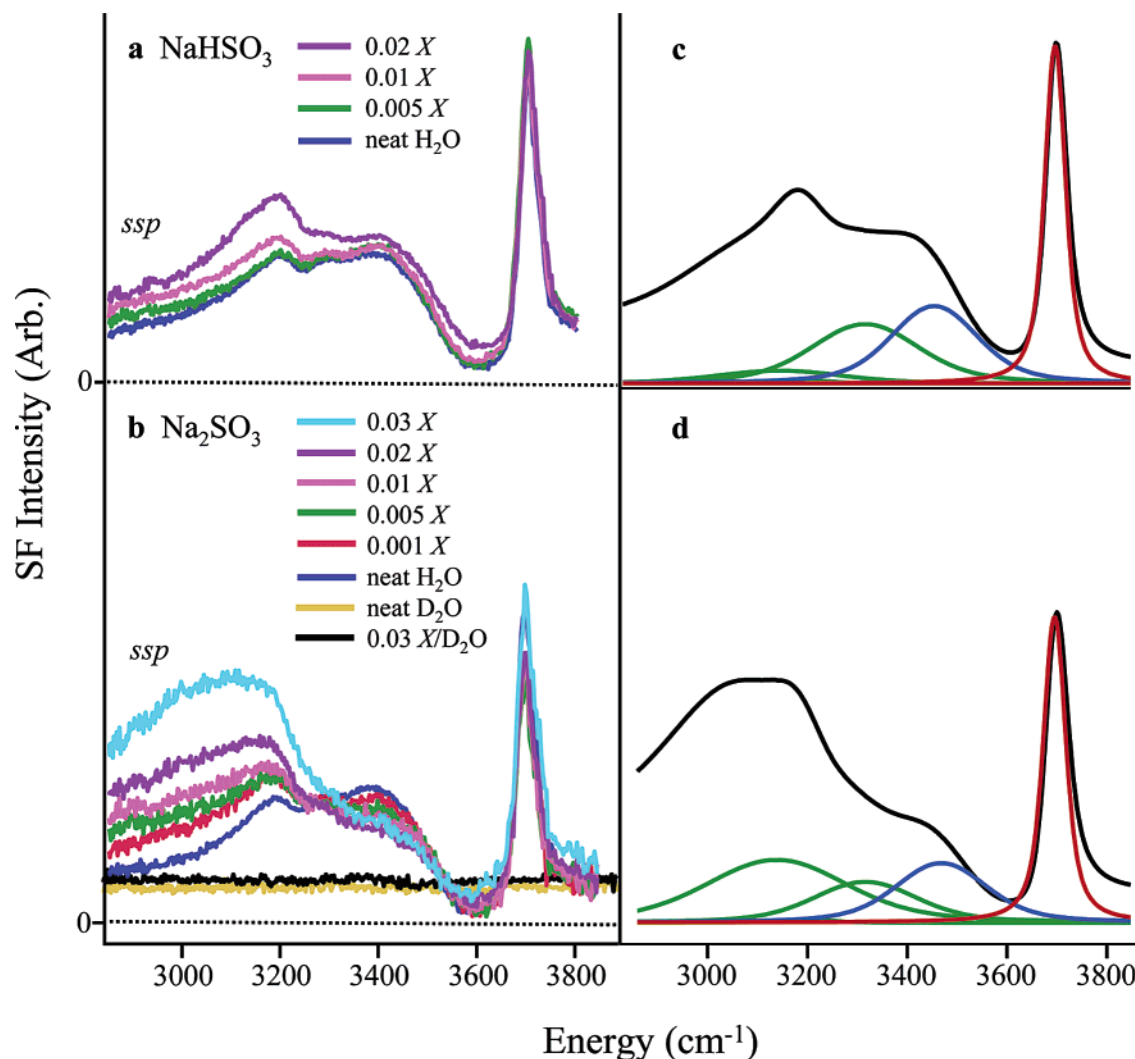 a NaHSO₃
0.02 X
0.01 X
0.005 X
neat H₂O
ssp
0
c
b Na₂SO₃
0.03 X
0.02 X
0.01 X
0.005 X
0.001 X
neat H₂O
neat D₂O
0.03 X/D₂O
ssp
0
d
SF Intensity (Arb.)
3000 3200 3400 3600 3800
3000 3200 3400 3600 3800
Energy (cm⁻¹)